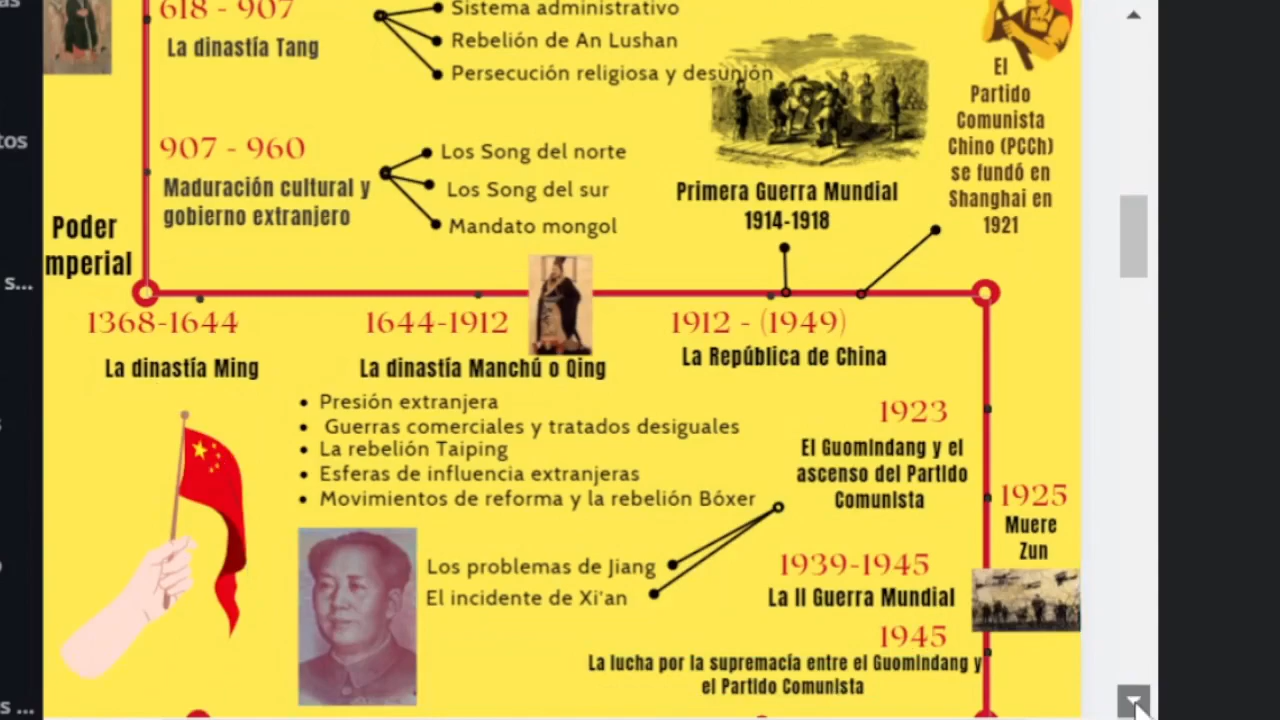 618 - 907
La dinastía Tang
Sistema administrativo
Rebelión de An Lushan
Persecución religiosa y desunión
El
Partido
Comunista
Chino (PCCh)
se fundó en
Shanghai en
1921
907 - 960
Maduración cultural y
gobierno extranjero
Los Song del norte
Los Song del sur
Mandato mongol
Primera Guerra Mundial
1914-1918
Poder
mperial
1368-1644
La dinastía Ming
1644-1912
La dinastía Manchú o Qing
1912 - (1949)
La República de China
• Presión extranjera
• Guerras comerciales y tratados desiguales
• La rebelión Taiping
• Esferas de influencia extranjeras
• Movimientos de reforma y la rebelión Bóxer
1923
El Guomindang y el
ascenso del Partido
Comunista
Los problemas de Jiang
El incidente de Xi'an
1925
Muere
Zun
1939-1945
La II Guerra Mundial
1945
La lucha por la supremacía entre el Guomindang y
el Partido Comunista
tos
s...
s ...